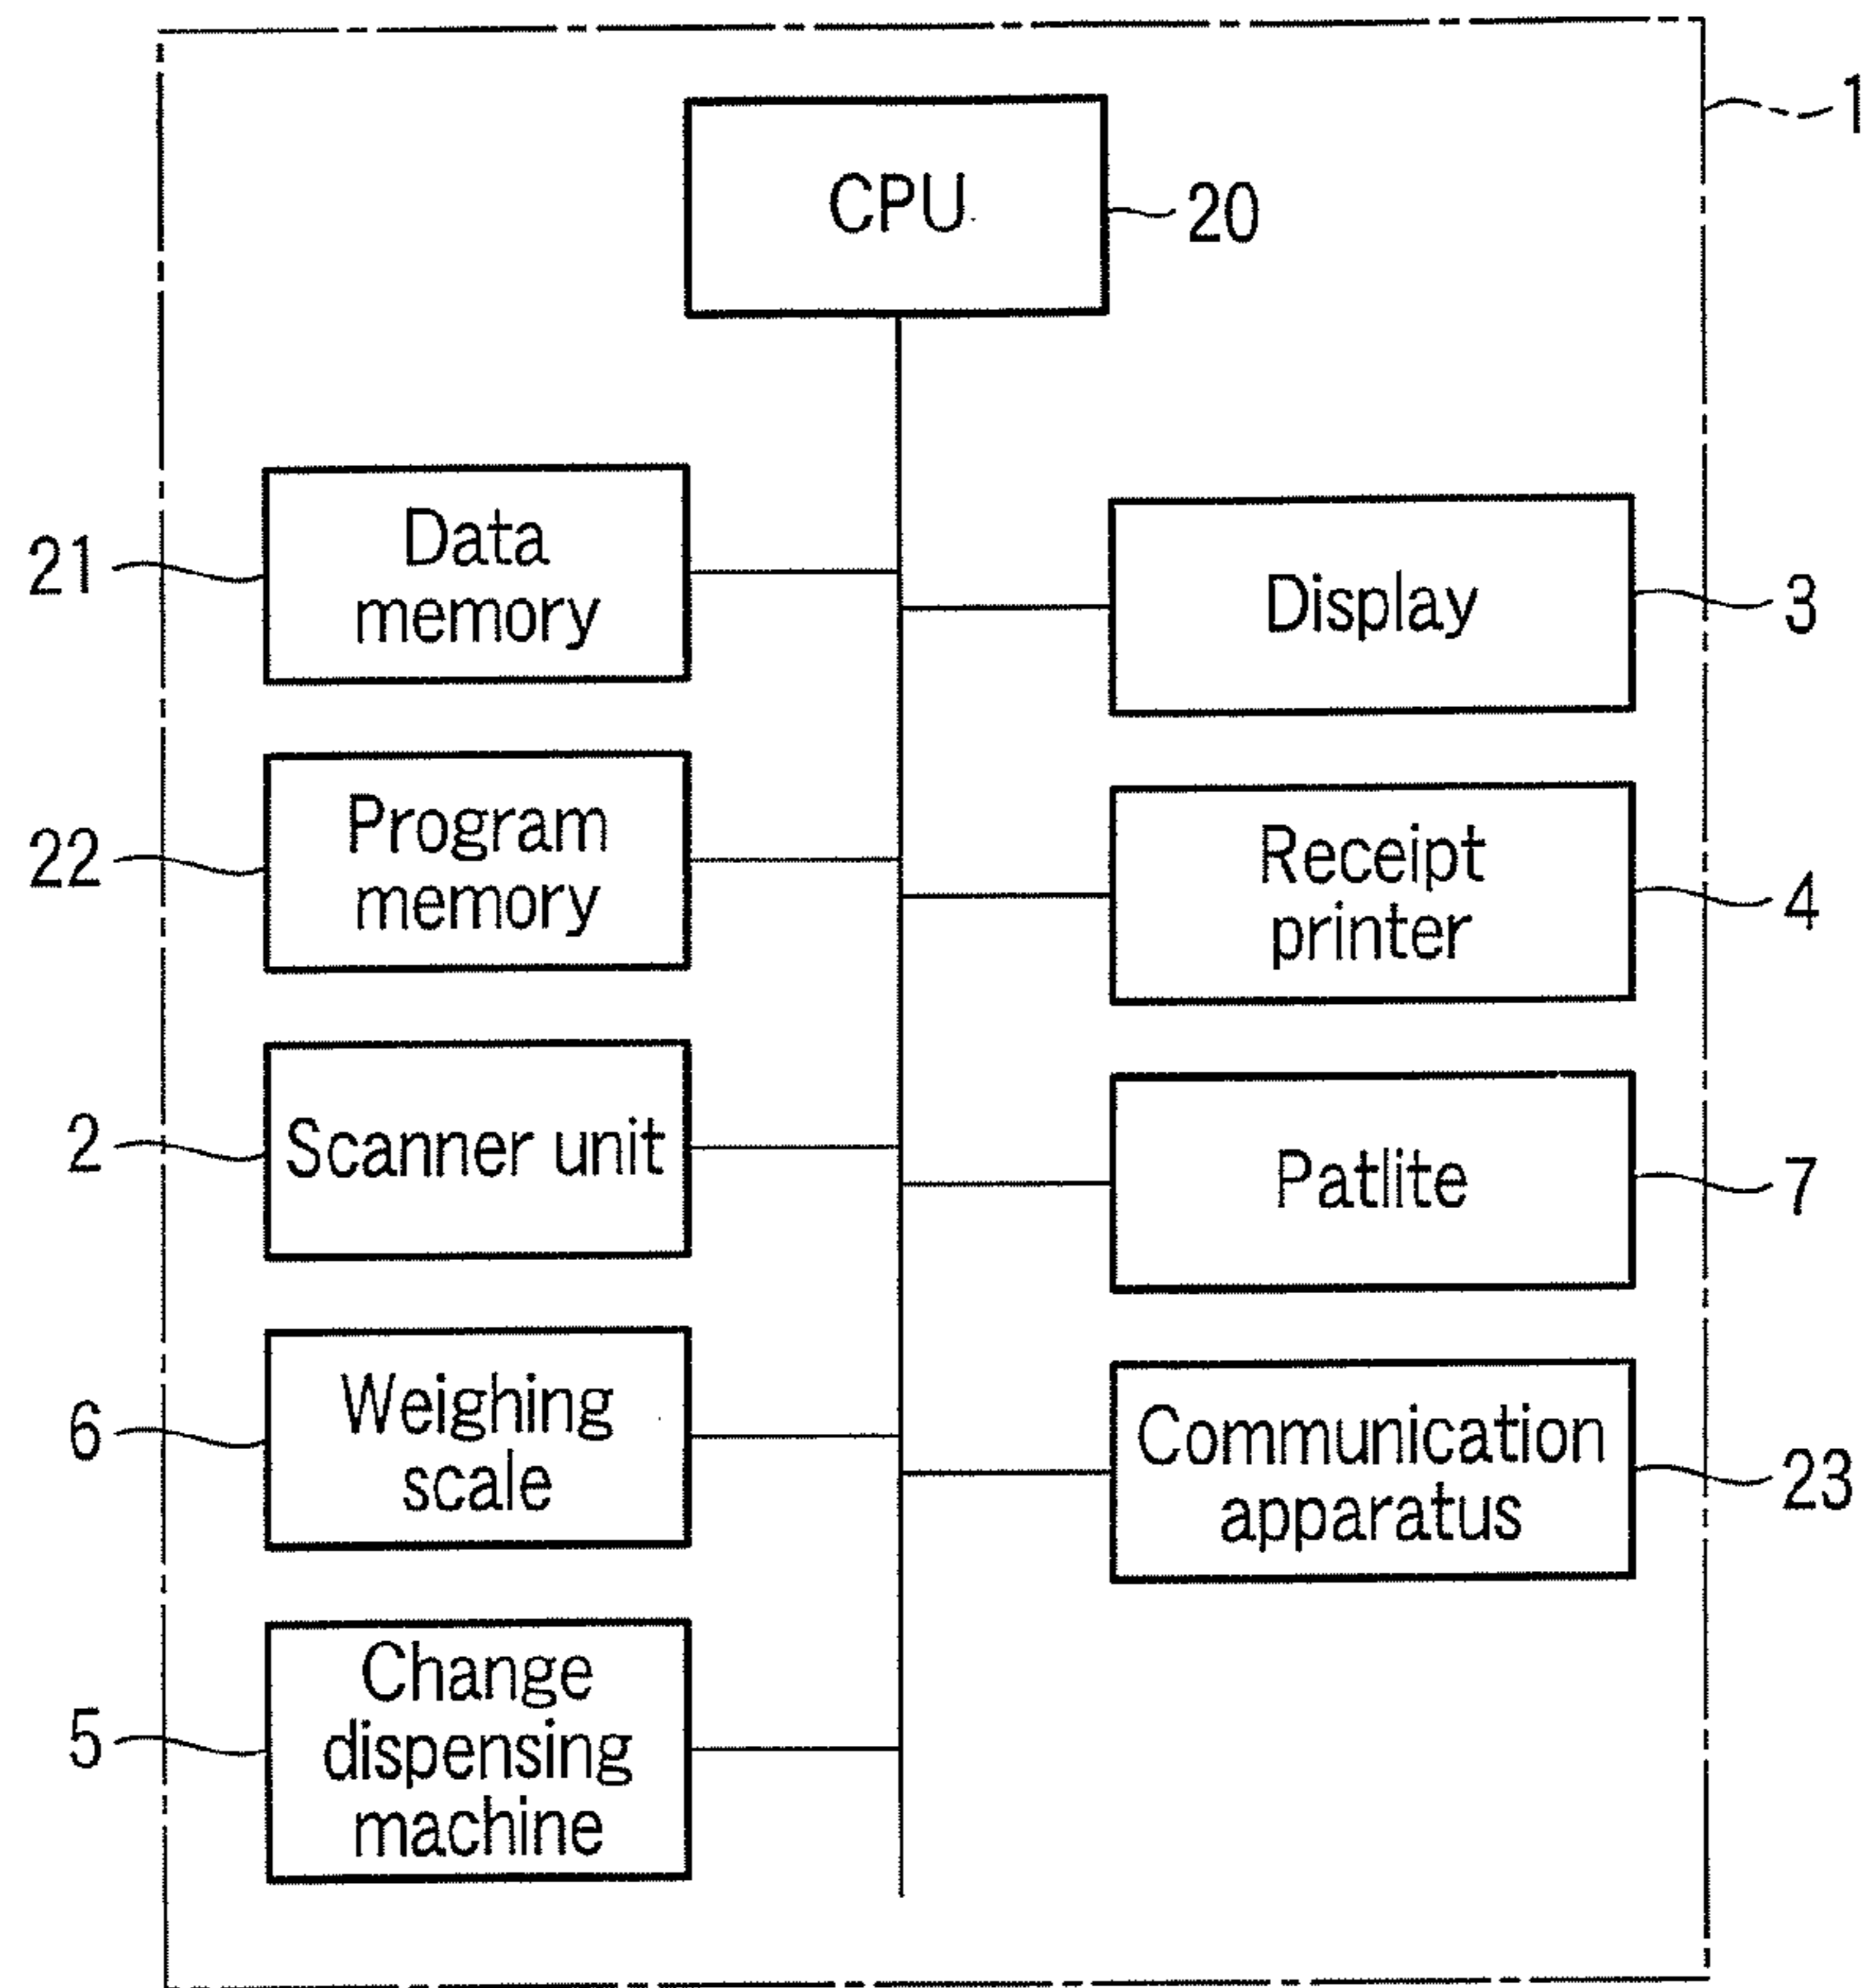 1
CPU
20
21
Data
memory
Display
3
22
Program
memory
Receipt
printer
4
2
Scanner unit
Patlite
7
6
Weighing
scale
Communication
apparatus
23
5
Change
dispensing
machine